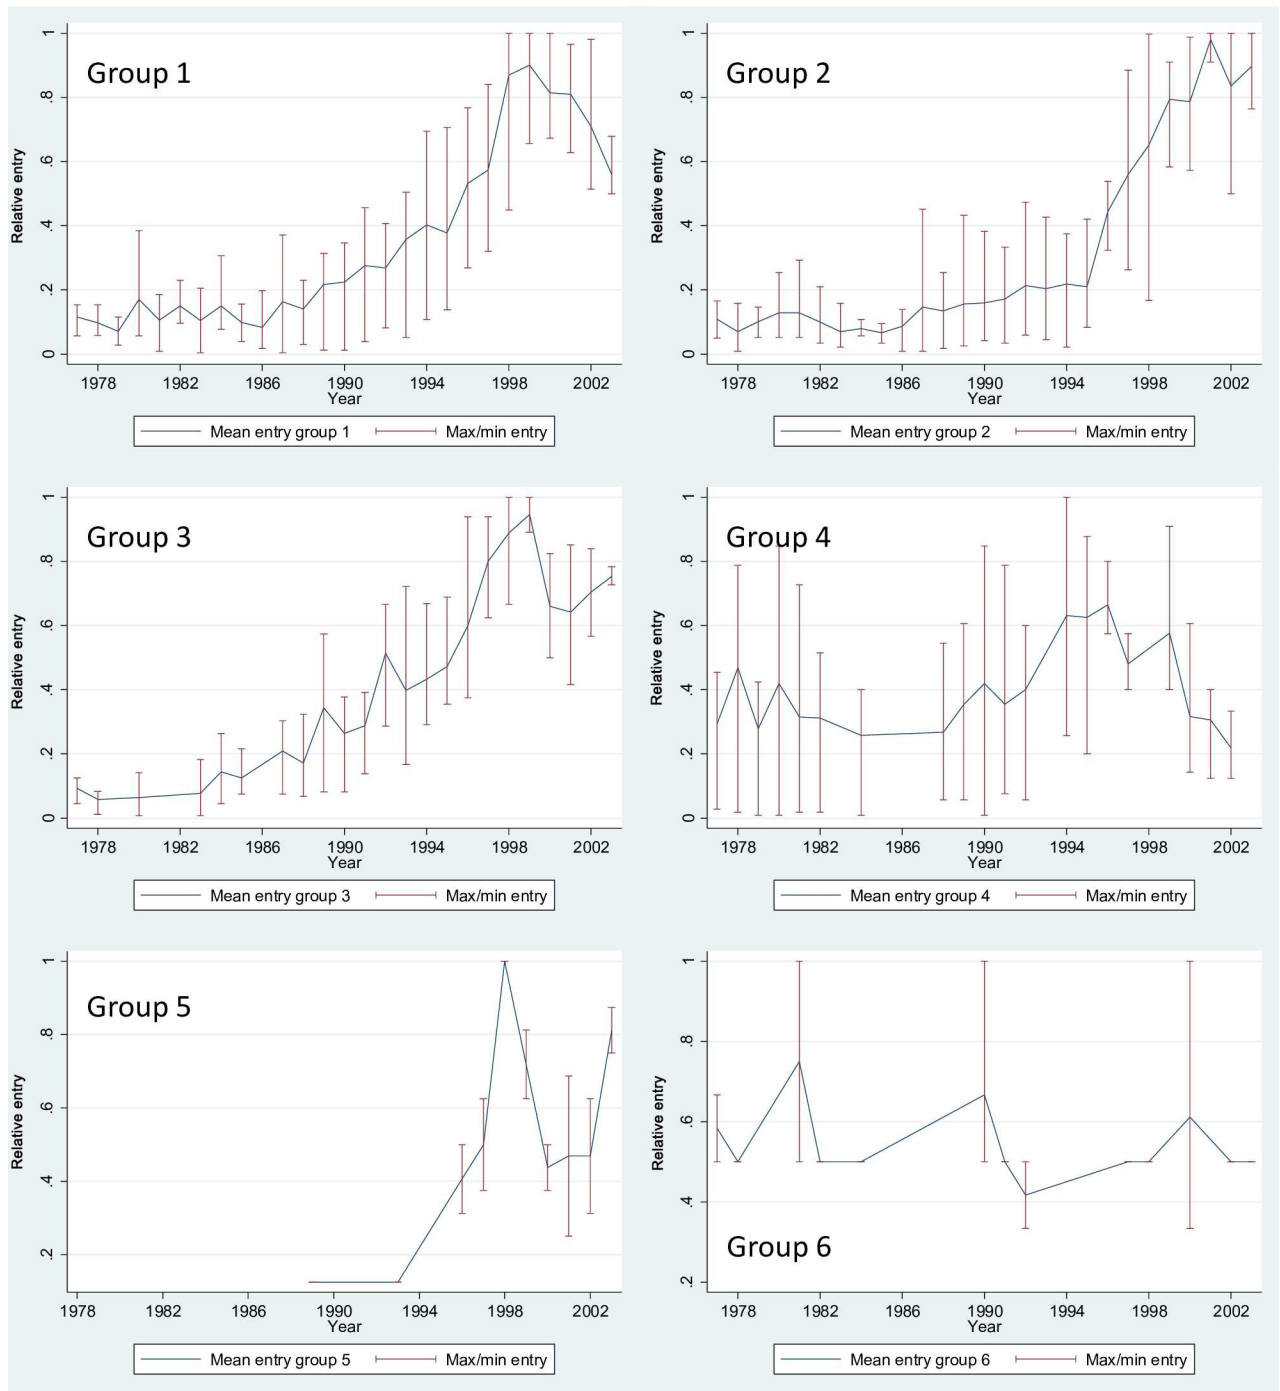 Group 1
Relative entry
0 .2 .4 .6 .8 1
1978 1982 1986 1990 1994 1998 2002
Year
Mean entry group 1 Max/min entry
Group 2
Relative entry
0 .2 .4 .6 .8 1
1978 1982 1986 1990 1994 1998 2002
Year
Mean entry group 2 Max/min entry
Group 3
Relative entry
0 .2 .4 .6 .8 1
1978 1982 1986 1990 1994 1998 2002
Year
Mean entry group 3 Max/min entry
Group 4
Relative entry
0 .2 .4 .6 .8 1
1978 1982 1986 1990 1994 1998 2002
Year
Mean entry group 4 Max/min entry
Group 5
Relative entry
.2 .4 .6 .8 1
1978 1982 1986 1990 1994 1998 2002
Year
Mean entry group 5 Max/min entry
Group 6
Relative entry
.2 .4 .6 .8 1
1978 1982 1986 1990 1994 1998 2002
Year
Mean entry group 6 Max/min entry